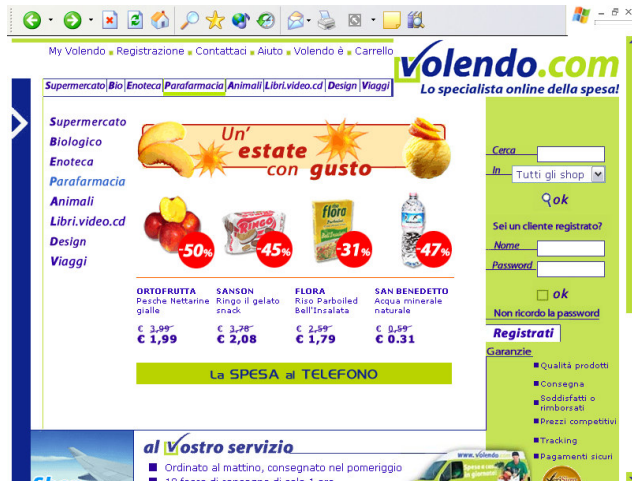 My Volendo Registrazione Contattaci Aiuto Volendo è Carrello
Volendo.com
Lo specialista online della spesa!
Supermercato Bio Enoteca Parafarmacia Animali Libri.video.cd Design Viaggi
Supermercato
Biologico
Enoteca
Parafarmacia
Animali
Libri.video.cd
Design
Viaggi
Un'
estate
con gusto
RINGO
flora
-50%
-45%
-31%
-47%
ORTOFRUTTA
Pesche Nettarine
gialle
€ 3,99
€ 1,99
SANSON
Ringo il gelato
snack
€ 3,78
€ 2,08
FLORA
Riso Parboiled
Bell'Insalata
€ 2,59
€ 1,79
SAN BENEDETTO
Acqua minerale
naturale
€ 0,59
€ 0.31
La SPESA al TELEFONO
Cerca
In Tutti gli shop
ok
Sei un cliente registrato?
Nome
Password
ok
Non ricordo la password
Registrati
Garanzie
Qualità prodotti
Consegna
Soddisfatti o
rimborsati
Prezzi competitivi
Tracking
Pagamenti sicuri
al Vostro servizio
Ordinato al mattino, consegnato nel pomeriggio
www.volendo